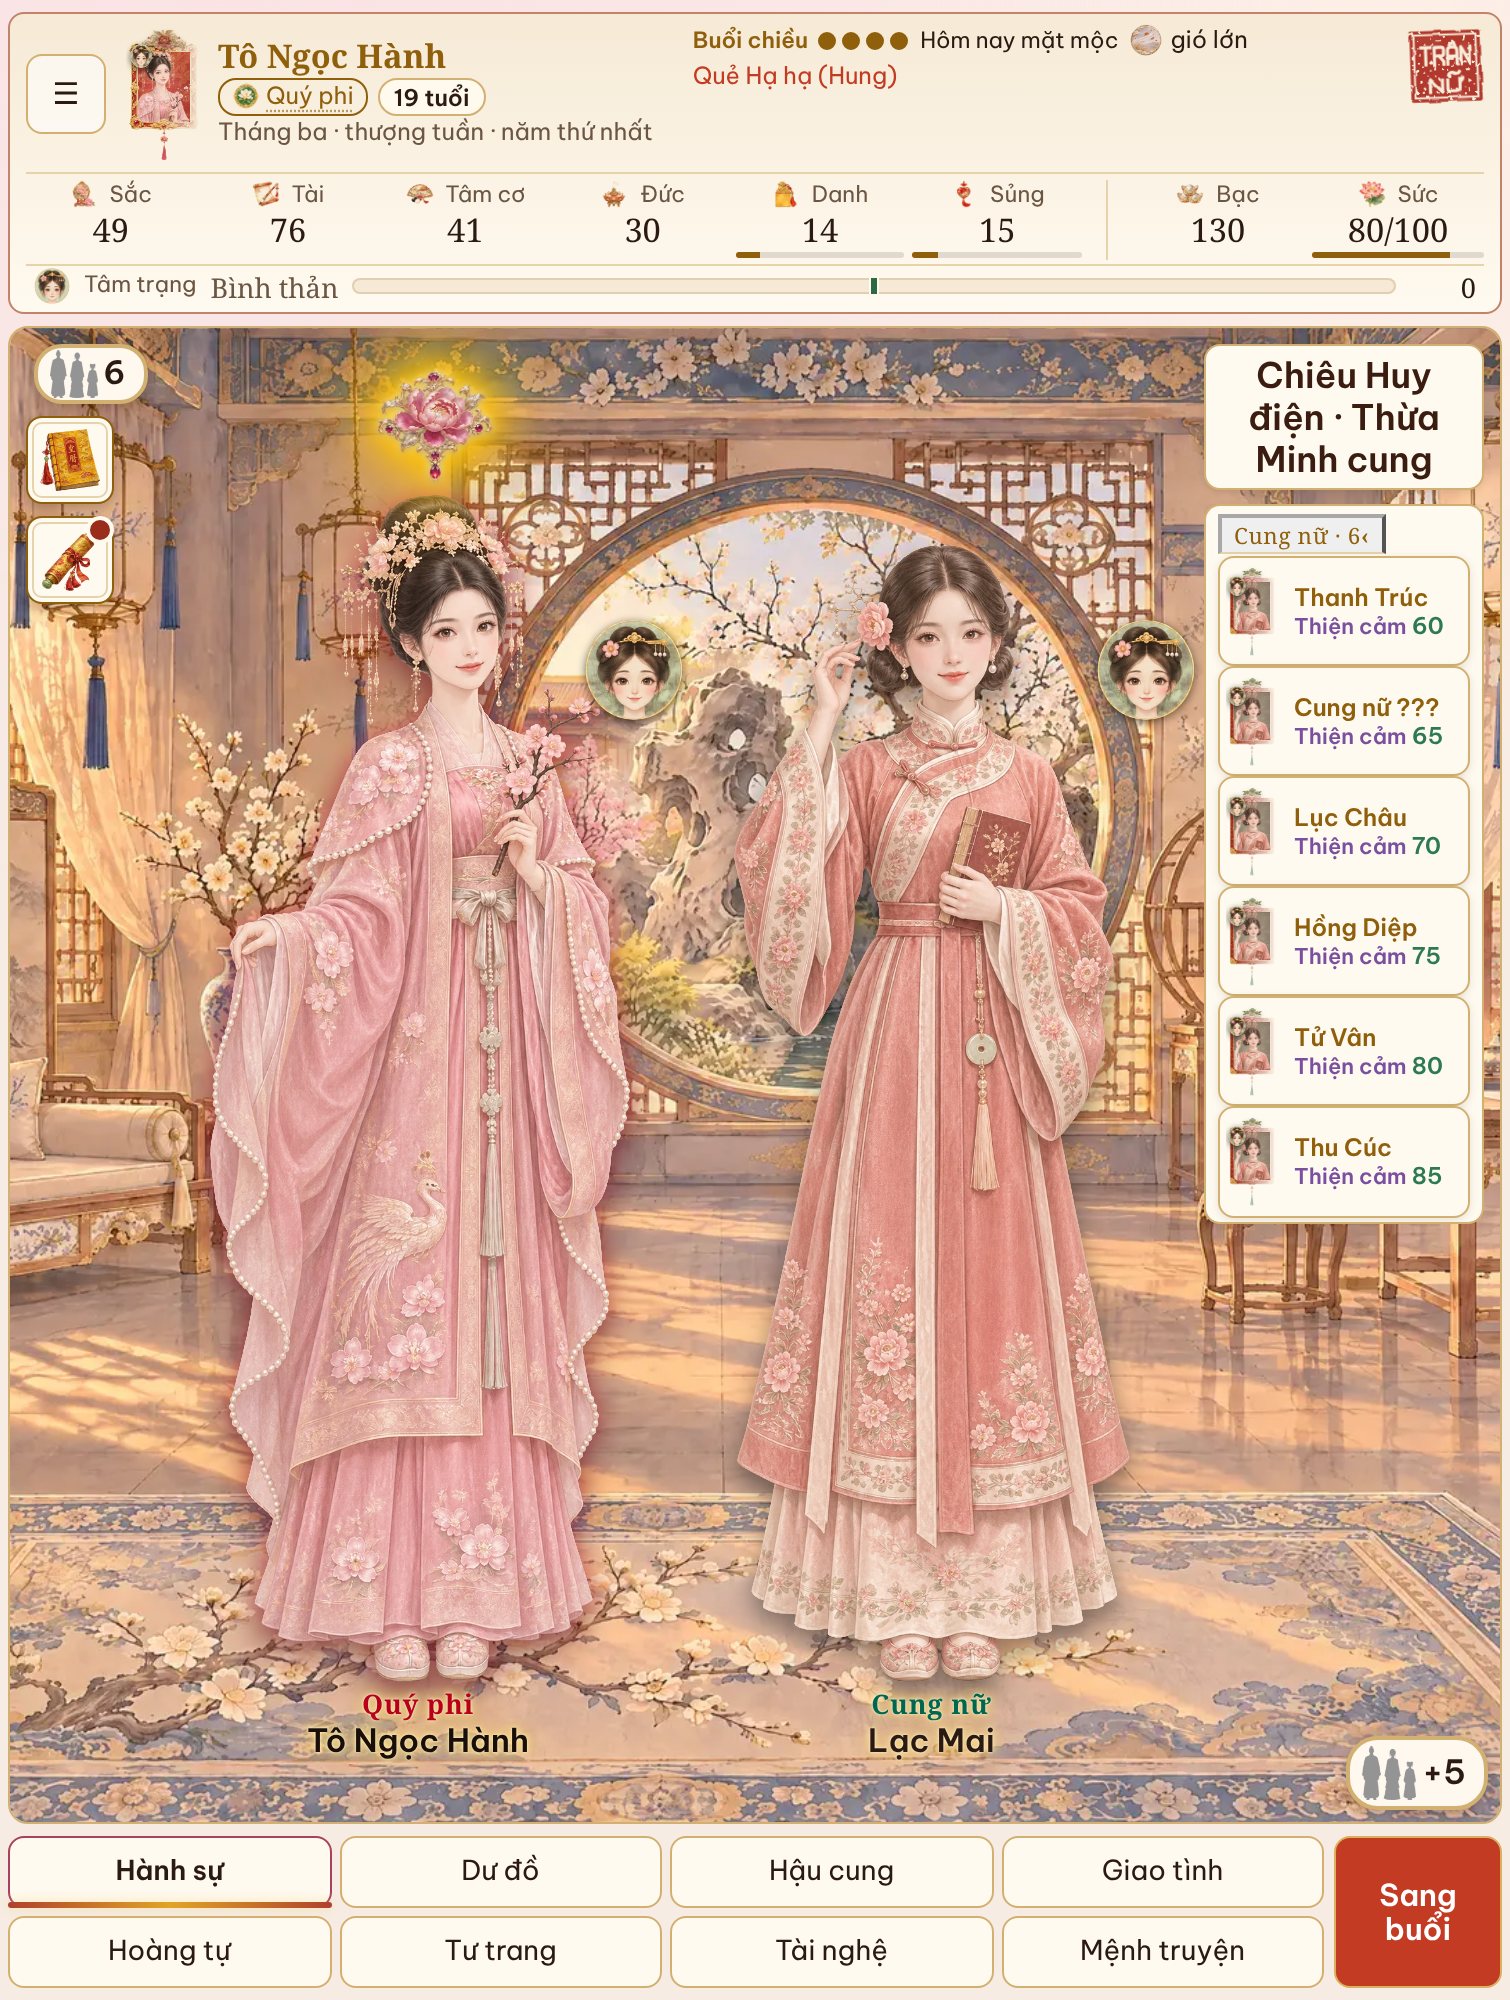 ☰
Tô Ngọc Hành
Quý phi
19 tuổi
Tháng ba · thượng tuần · năm thứ nhất
Buổi chiều
Hôm nay mặt mộc
gió lớn
Quẻ Hạ hạ (Hung)
TRÂN
NỮ
Sắc
49
Tài
76
Tâm cơ
41
Đức
30
Danh
14
Sủng
15
Bạc
130
Sức
80/100
Tâm trạng
Bình thản
0
6
Chiêu Huy
điện · Thừa
Minh cung
Cung nữ · 6‹
Thanh Trúc
Thiện cảm 60
Cung nữ ???
Thiện cảm 65
Lục Châu
Thiện cảm 70
Hồng Diệp
Thiện cảm 75
Tử Vân
Thiện cảm 80
Thu Cúc
Thiện cảm 85
Quý phi
Tô Ngọc Hành
Cung nữ
Lạc Mai
+5
Hành sự
Dư đồ
Hậu cung
Giao tình
Sang
buổi
Hoàng tự
Tư trang
Tài nghệ
Mệnh truyện